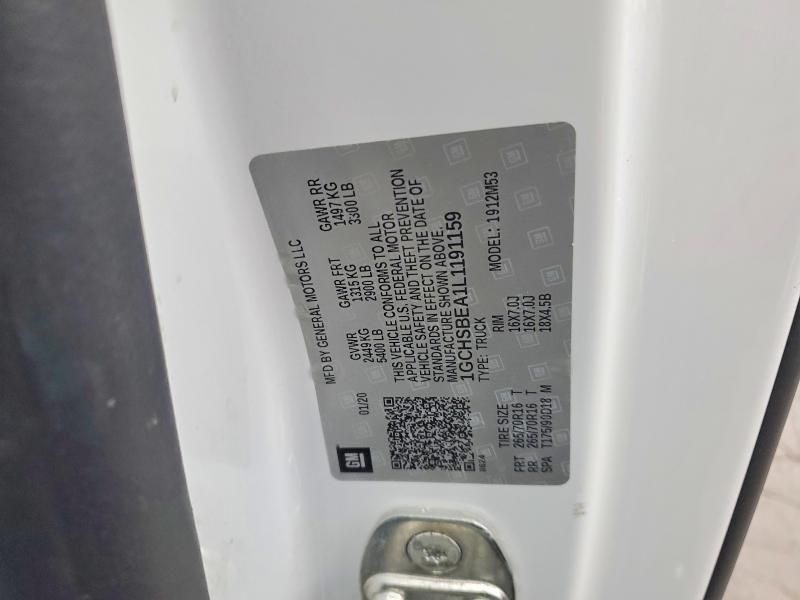 GM
MFD BY GENERAL MOTORS LLC
01/20
GVWR GAWR FRT GAWR RR
2449 KG 1315 KG 1497 KG
5400 LB 2900 LB 3300 LB
THIS VEHICLE CONFORMS TO ALL
APPLICABLE U.S. FEDERAL MOTOR
VEHICLE SAFETY, AND THEFT PREVENTION
STANDARDS IN EFFECT ON THE DATE OF
MANUFACTURE SHOWN ABOVE.
1GCHSBEA1L1191159
TYPE: TRUCK MODEL: 1912M53
R624
TIRE SIZE RIM
FRT 265/70R16 T 16X7.0J
RR 265/70R16 T 16X7.0J
SPA T175/90D18 M 18X4.5B